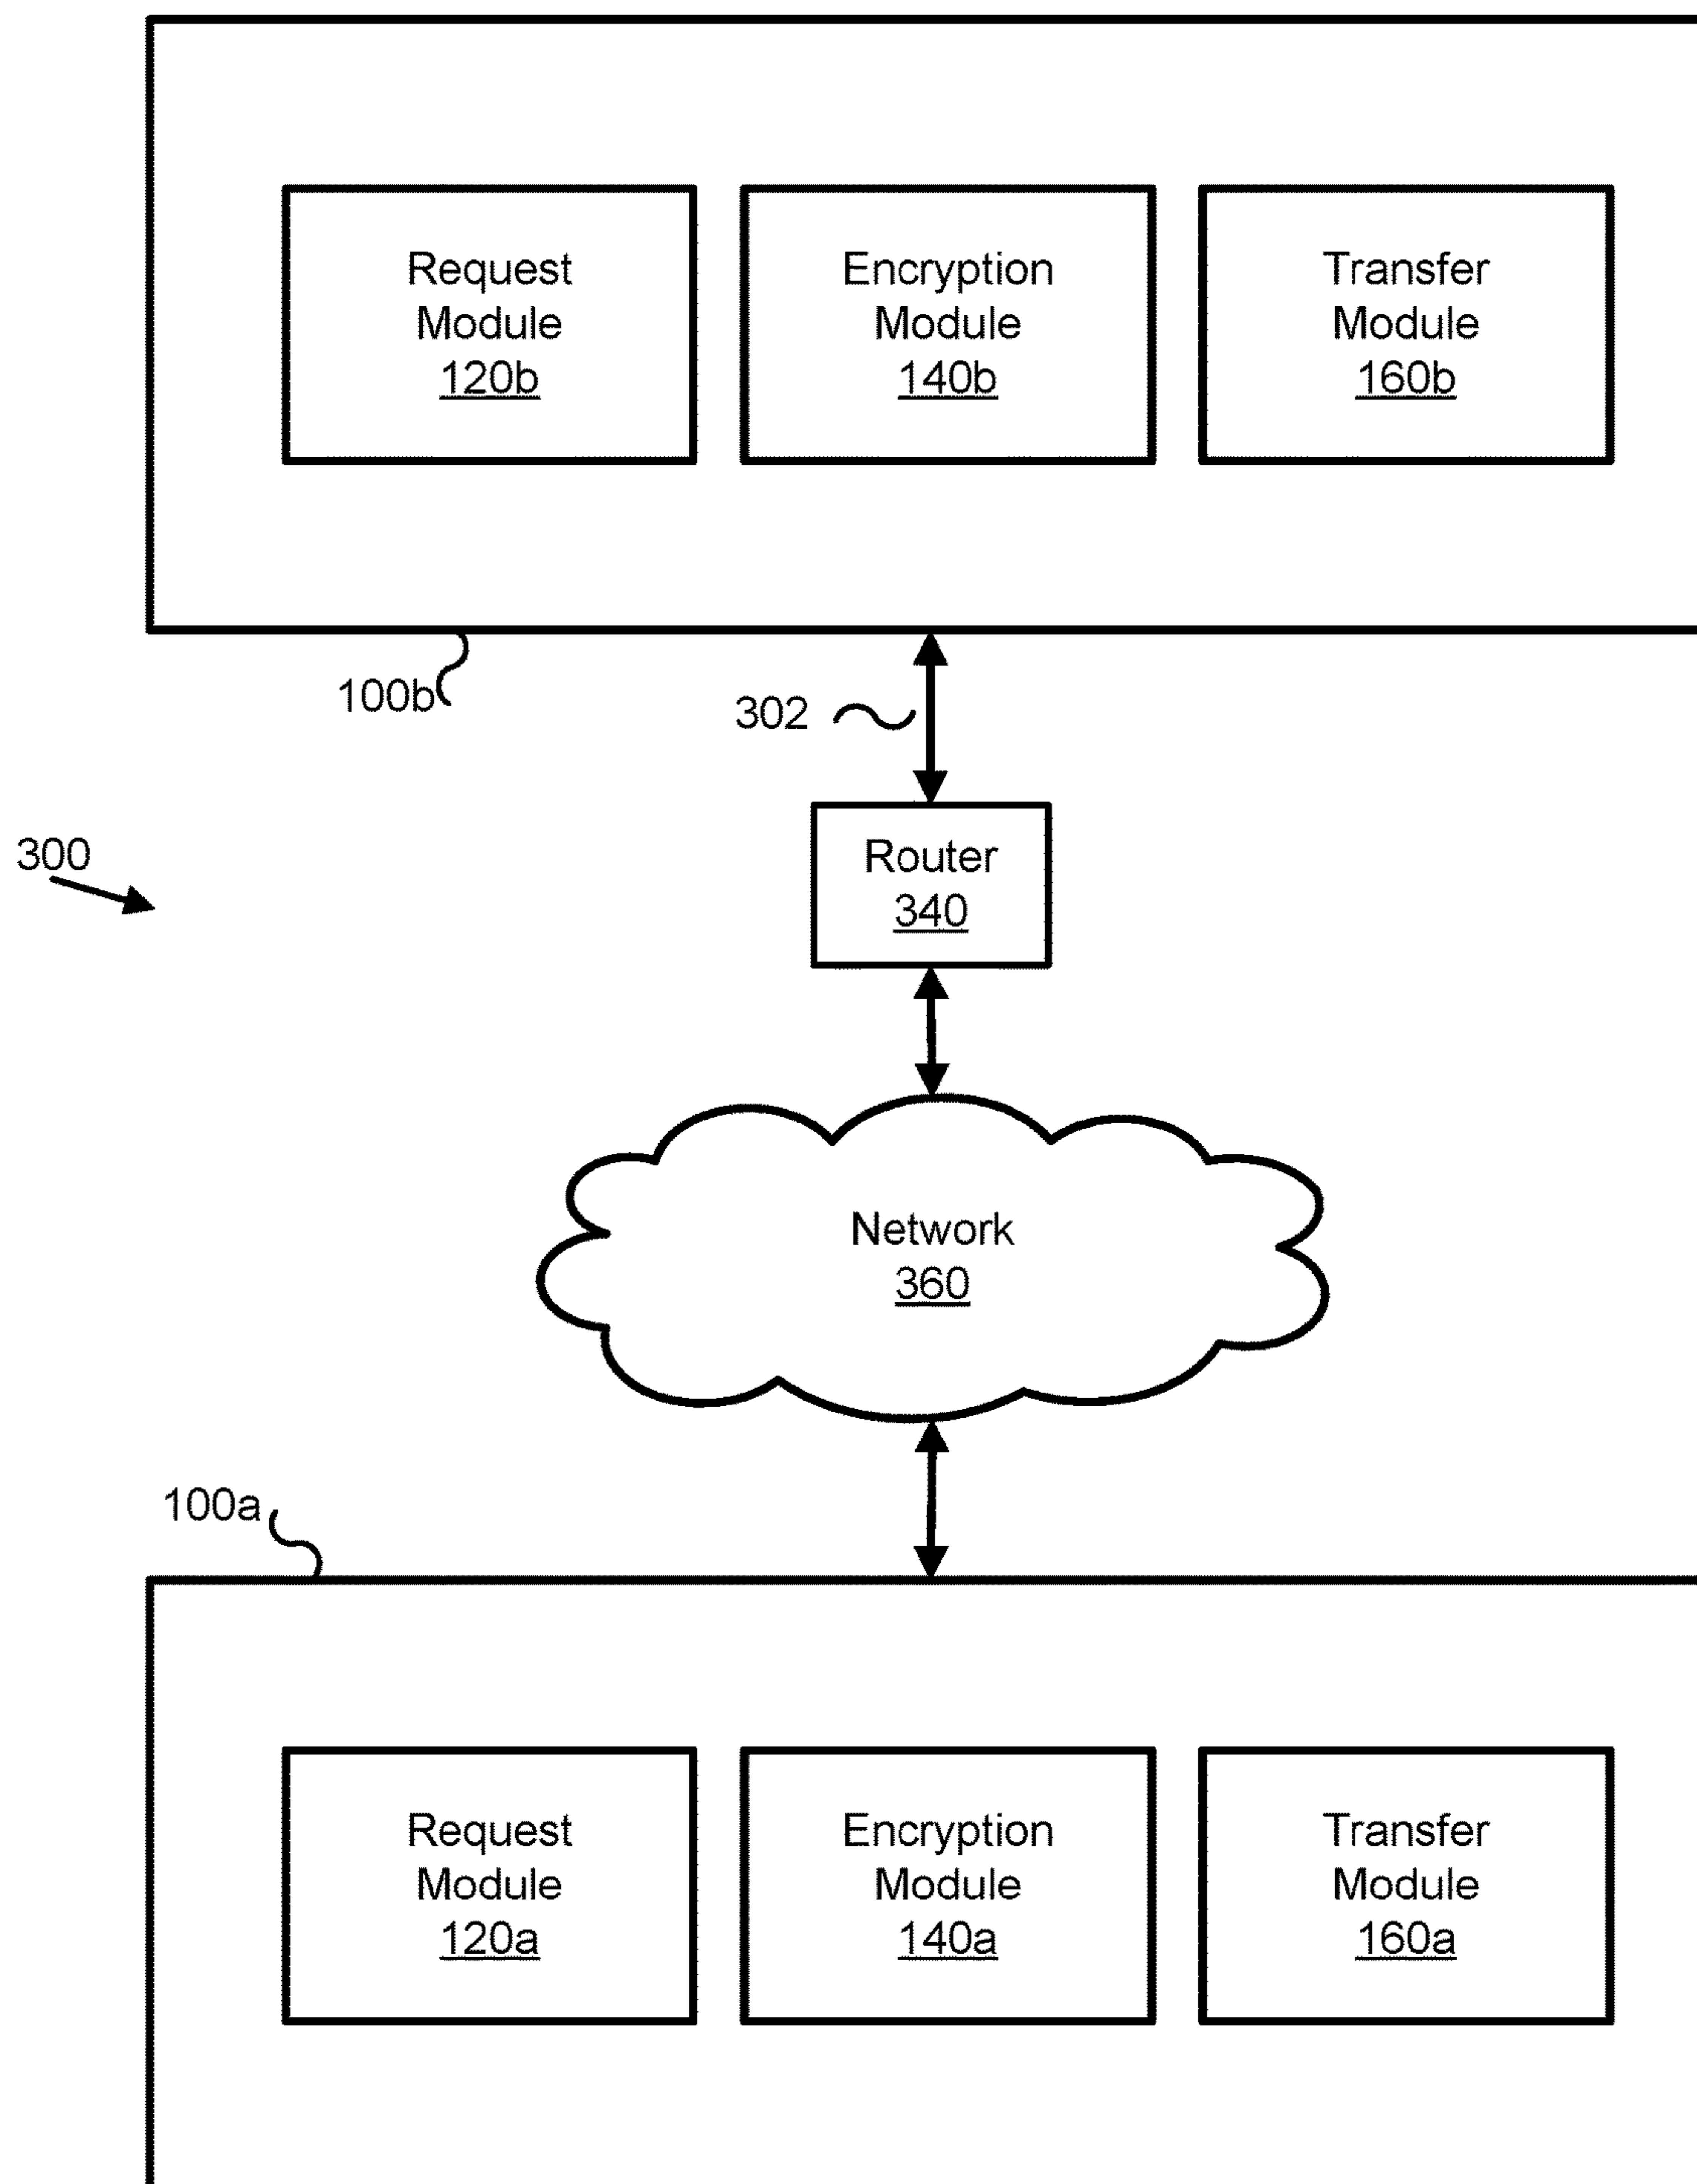 Request
Module
120b
Encryption
Module
140b
Transfer
Module
160b
100b
302
300
Router
340
Network
360
100a
Request
Module
120a
Encryption
Module
140a
Transfer
Module
160a